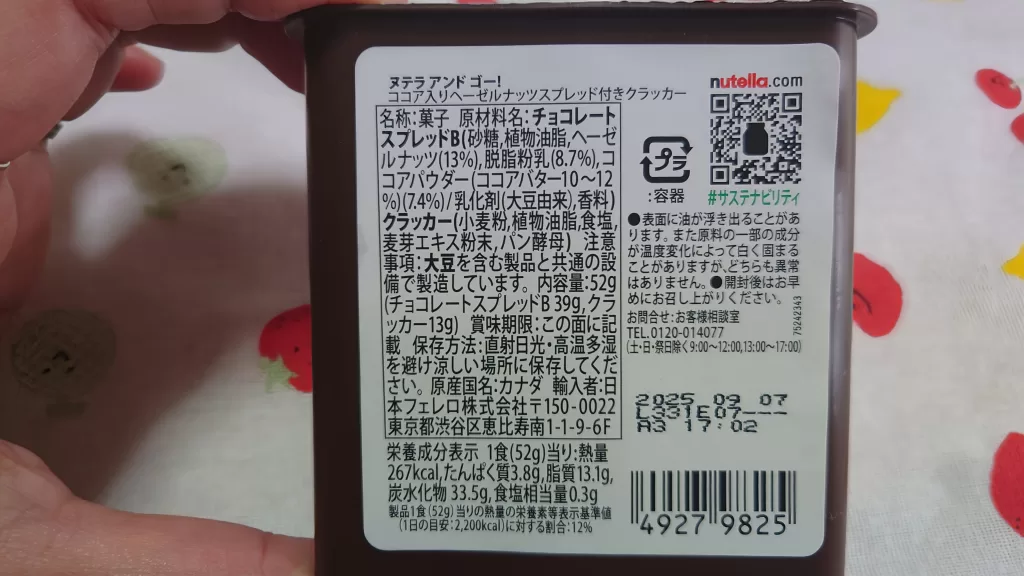 ヌテラ アンド ゴー!
ココア入りヘーゼルナッツスプレッド付きクラッカー
名称:菓子 原材料名:チョコレート
スプレッドB(砂糖,植物油脂,ヘーゼ
ルナッツ(13%),脱脂粉乳(8.7%),コ
コアパウダー(ココアバター10～12
%)(7.4%)/乳化剤(大豆由来),香料)
クラッカー(小麦粉,植物油脂,食塩,
麦芽エキス粉末,パン酵母) 注意
事項:大豆を含む製品と共通の設
備で製造しています。内容量:52g
(チョコレートスプレッドB 39g,クラ
ッカー13g) 賞味期限:この面に記
載 保存方法:直射日光・高温多湿
を避け涼しい場所に保存してくだ
さい。原産国名:カナダ 輸入者:日
本フェレロ株式会社〒150-0022
東京都渋谷区恵比寿南1-1-9-6F
栄養成分表示 1食(52g)当り:熱量
267kcal,たんぱく質3.8g,脂質13.1g,
炭水化物 33.5g,食塩相当量0.3g
製品1食(52g)当りの熱量の栄養素等表示基準値
(1日の目安:2,200kcal)に対する割合:12%
nutella.com
プラ
:容器
#サステナビリティ
●表面に油が浮き出ることがあ
ります。また原料の一部の成分
が温度変化によって白く固まる
ことがありますが、どちらも異常
はありません。●開封後はお早
めにお召し上がりください。
お問合せ:お客様相談室
TEL.0120-014077
(土・日・祭日除く9:00～12:00,13:00～17:00)
75242343
2025 09 07
L331E07---
A3 17:02
4927 9825